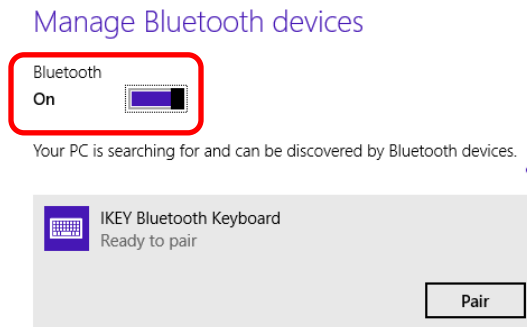 Manage Bluetooth devices
Bluetooth
On
Your PC is searching for and can be discovered by Bluetooth devices.
IKEY Bluetooth Keyboard
Ready to pair
Pair